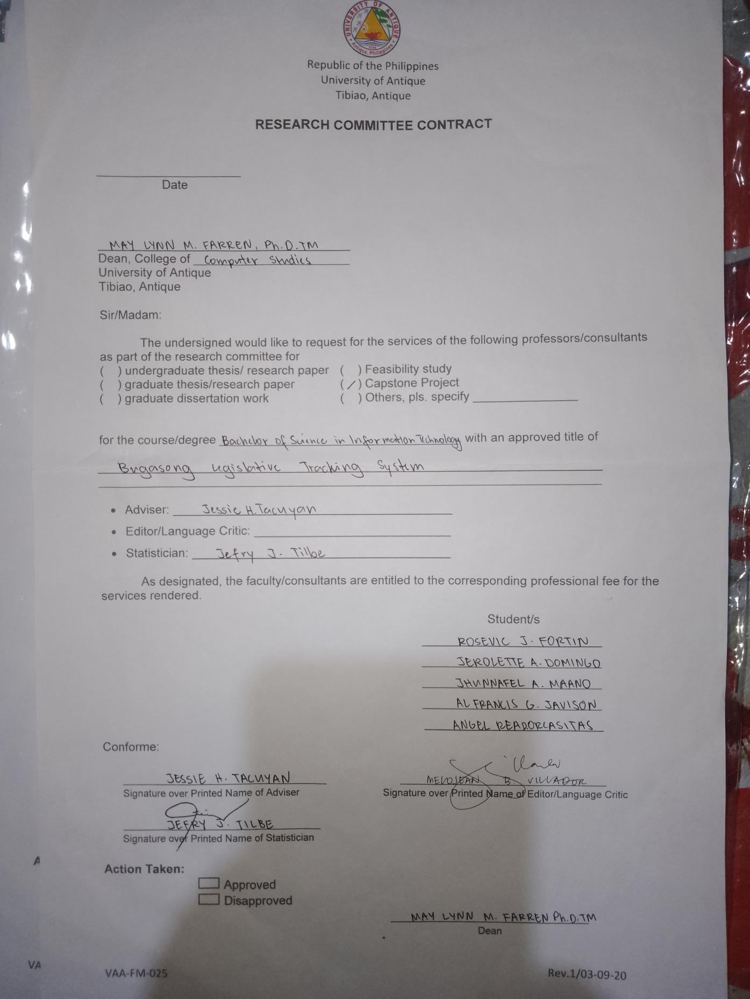 UNIVERSITY OF ANTIQUE
Antique, Philippines
Republic of the Philippines
University of Antique
Tibiao, Antique
RESEARCH COMMITTEE CONTRACT
Date
MAY LYNN M. FARREN, Ph.D.TM
Dean, College of Computer Studies
University of Antique
Tibiao, Antique
Sir/Madam:
The undersigned would like to request for the services of the following professors/consultants
as part of the research committee for
( ) undergraduate thesis/ research paper ( ) Feasibility study
( ) graduate thesis/research paper (/) Capstone Project
( ) graduate dissertation work ( ) Others, pls. specify ____________
for the course/degree Bachelor of Science in Information Technology with an approved title of
Bugasong Legislative Tracking System
• Adviser: Jessie H. Tacuyan
• Editor/Language Critic: ____________
• Statistician: Jefry J. Tilbe
As designated, the faculty/consultants are entitled to the corresponding professional fee for the
services rendered.
Student/s
ROSEVIC J. FORTIN
JEROLETTE A. DOMINGO
JHUNNAFEL A. MAANO
AL FRANCIS G. JAVISON
ANGEL READORCASITAS
Conforme:
JESSIE H. TACUYAN
Signature over Printed Name of Adviser
MELOJEAN B. VILLADOR
Signature over Printed Name of Editor/Language Critic
JEFRY J. TILBE
Signature over Printed Name of Statistician
Action Taken:
Approved
Disapproved
MAY LYNN M. FARREN Ph.D.TM
Dean
A
VA
VAA-FM-025
Rev.1/03-09-20